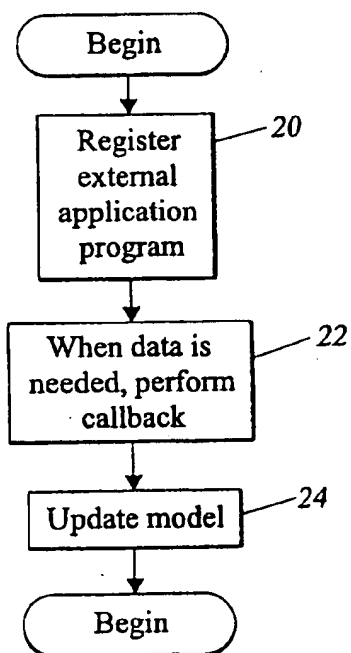 Begin
Register
external
application
program
20
When data is
needed, perform
callback
22
Update model
24
Begin